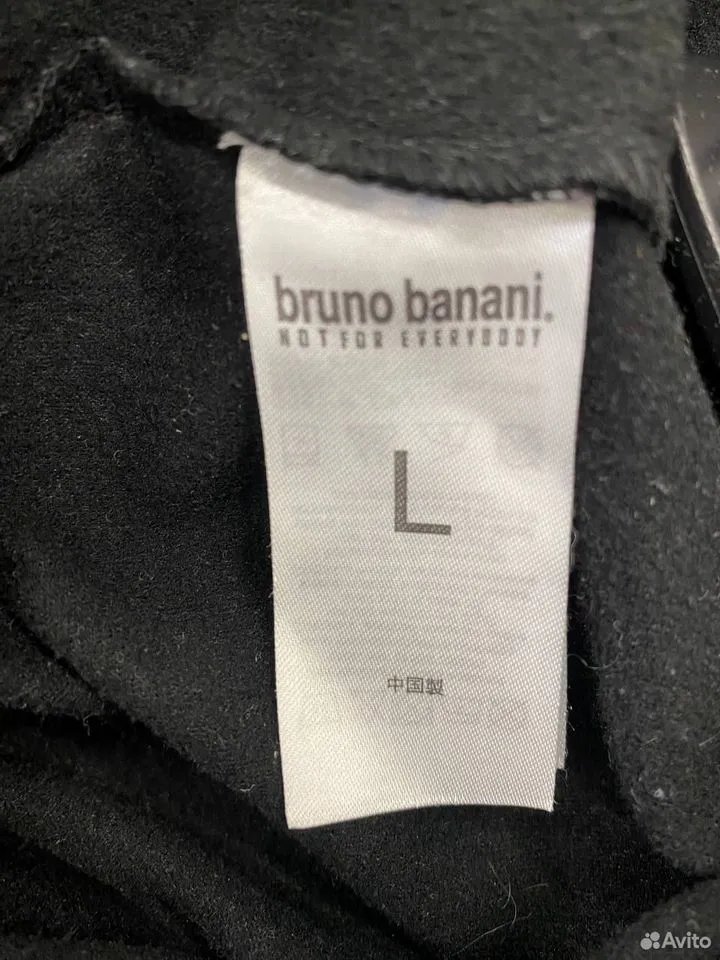 bruno banani.
NOT FOR EVERYBODY
L
中国製
Avito